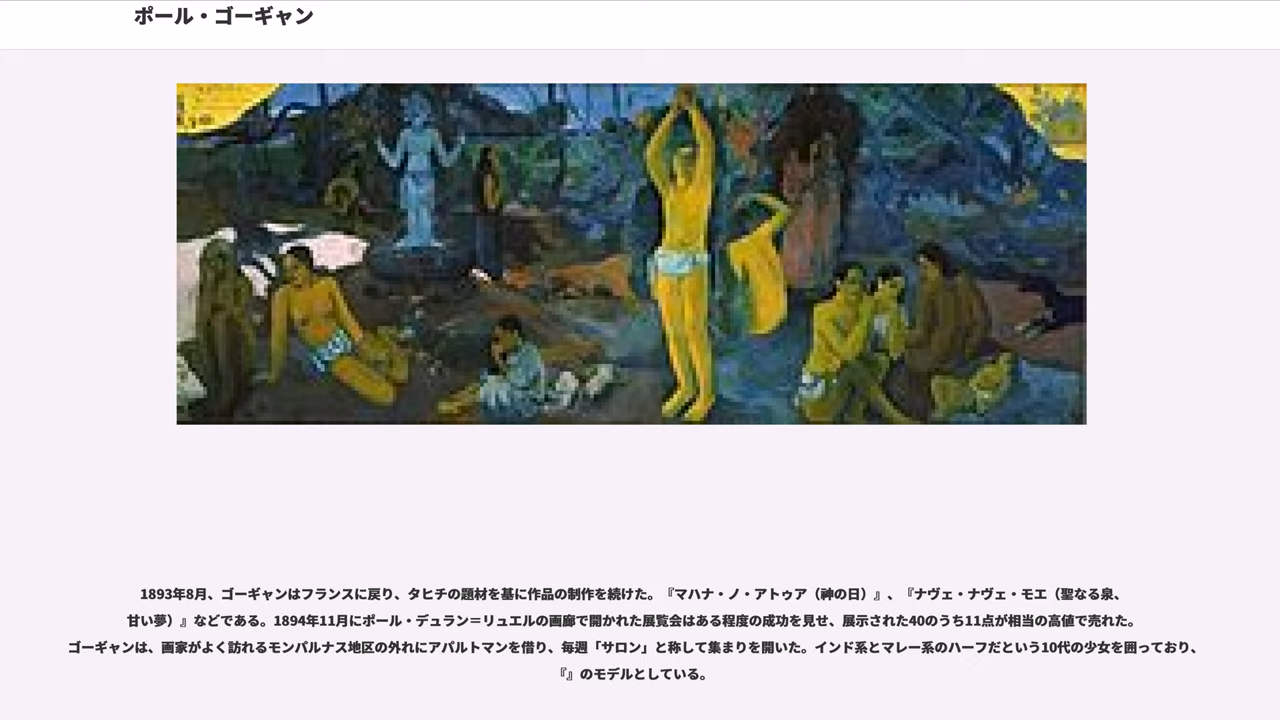 ポール・ゴーギャン
1893年8月、ゴーギャンはフランスに戻り、タヒチの題材を基に作品の制作を続けた。『マハナ・ノ・アトゥア（神の日）』、『ナヴェ・ナヴェ・モエ（聖なる泉、
甘い夢）』などである。1894年11月にポール・デュラン＝リュエルの画廊で開かれた展覧会はある程度の成功を見せ、展示された40のうち11点が相当の高値で売れた。
ゴーギャンは、画家がよく訪れるモンパルナス地区の外れにアパルトマンを借り、毎週「サロン」と称して集まりを開いた。インド系とマレー系のハーフだという10代の少女を囲っており、
『』のモデルとしている。